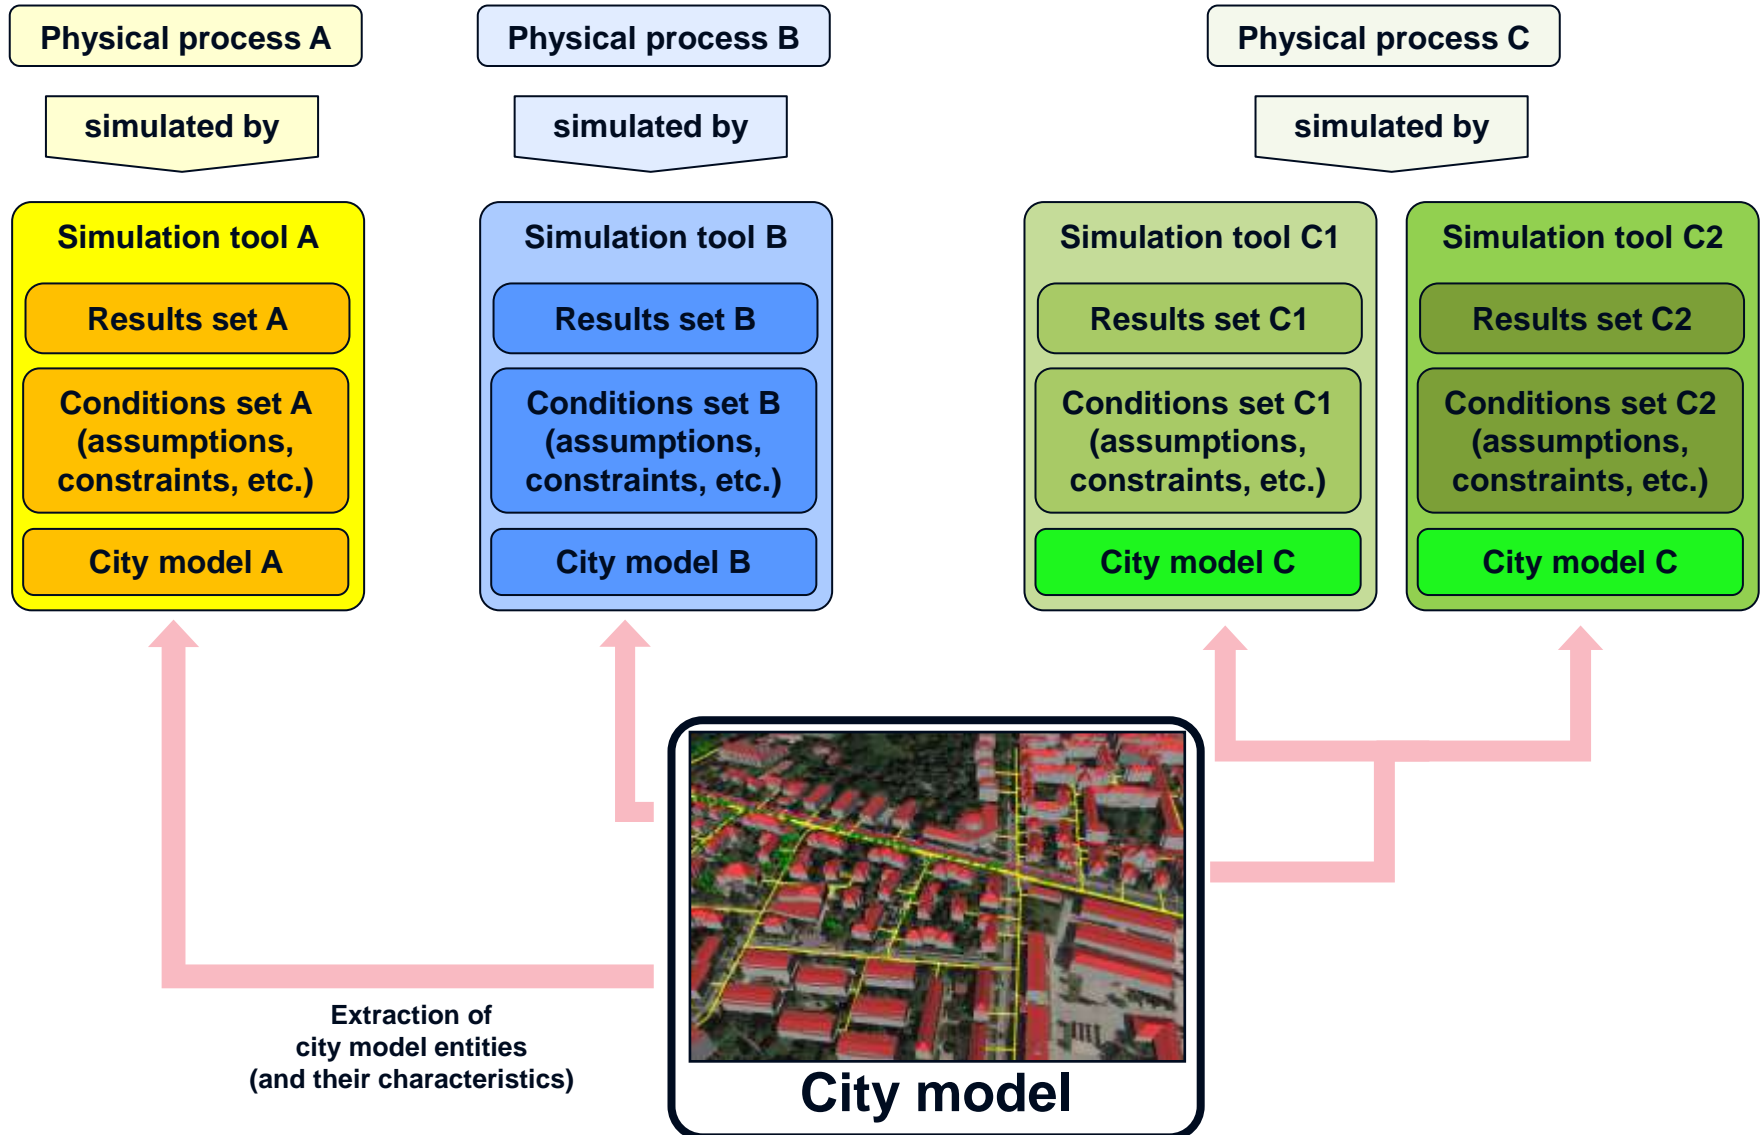 Physical process A
Physical process B
Physical process C
simulated by
simulated by
simulated by
Simulation tool A
Results set A
Conditions set A
(assumptions,
constraints, etc.)
City model A
Simulation tool B
Results set B
Conditions set B
(assumptions,
constraints, etc.)
City model B
Simulation tool C1
Results set C1
Conditions set C1
(assumptions,
constraints, etc.)
City model C
Simulation tool C2
Results set C2
Conditions set C2
(assumptions,
constraints, etc.)
City model C
Extraction of
city model entities
(and their characteristics)
City model